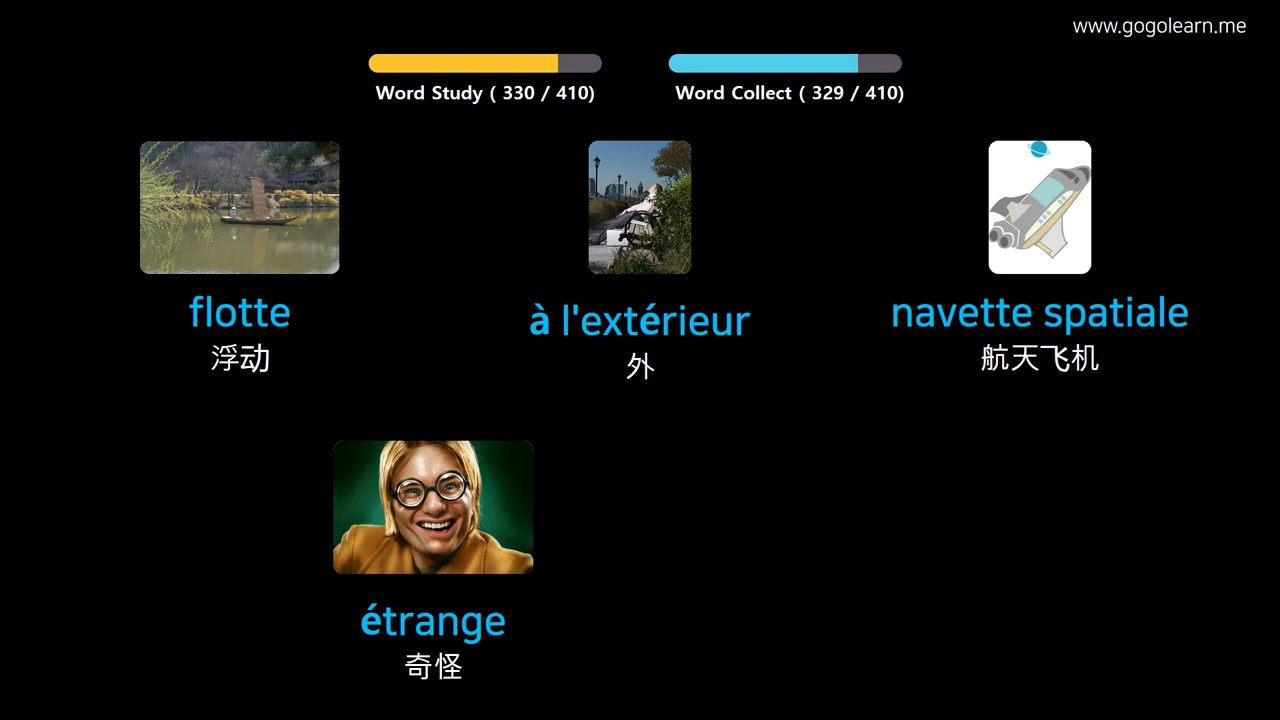 www.gogolearn.me
Word Study ( 330 / 410)
Word Collect ( 329 / 410)
flotte
浮动
à l'extérieur
外
navette spatiale
航天飞机
étrange
奇怪